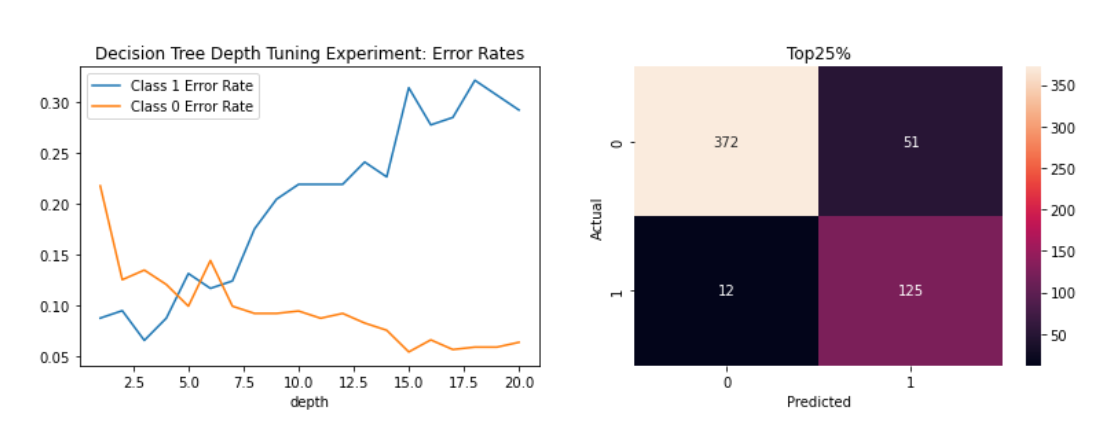 Decision Tree Depth Tuning Experiment: Error Rates
Class 1 Error Rate
Class 0 Error Rate
0.30
0.25
0.20
0.15
0.10
0.05
2.5 5.0 7.5 10.0 12.5 15.0 17.5 20.0
depth
Top25%
Actual
0
1
372 51
12 125
0 1
Predicted
350
300
250
200
150
100
50